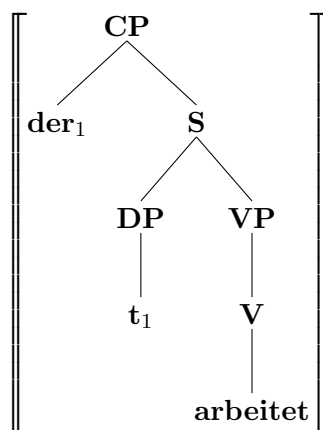 CP
der₁ S
DP VP
t₁ V
arbeitet